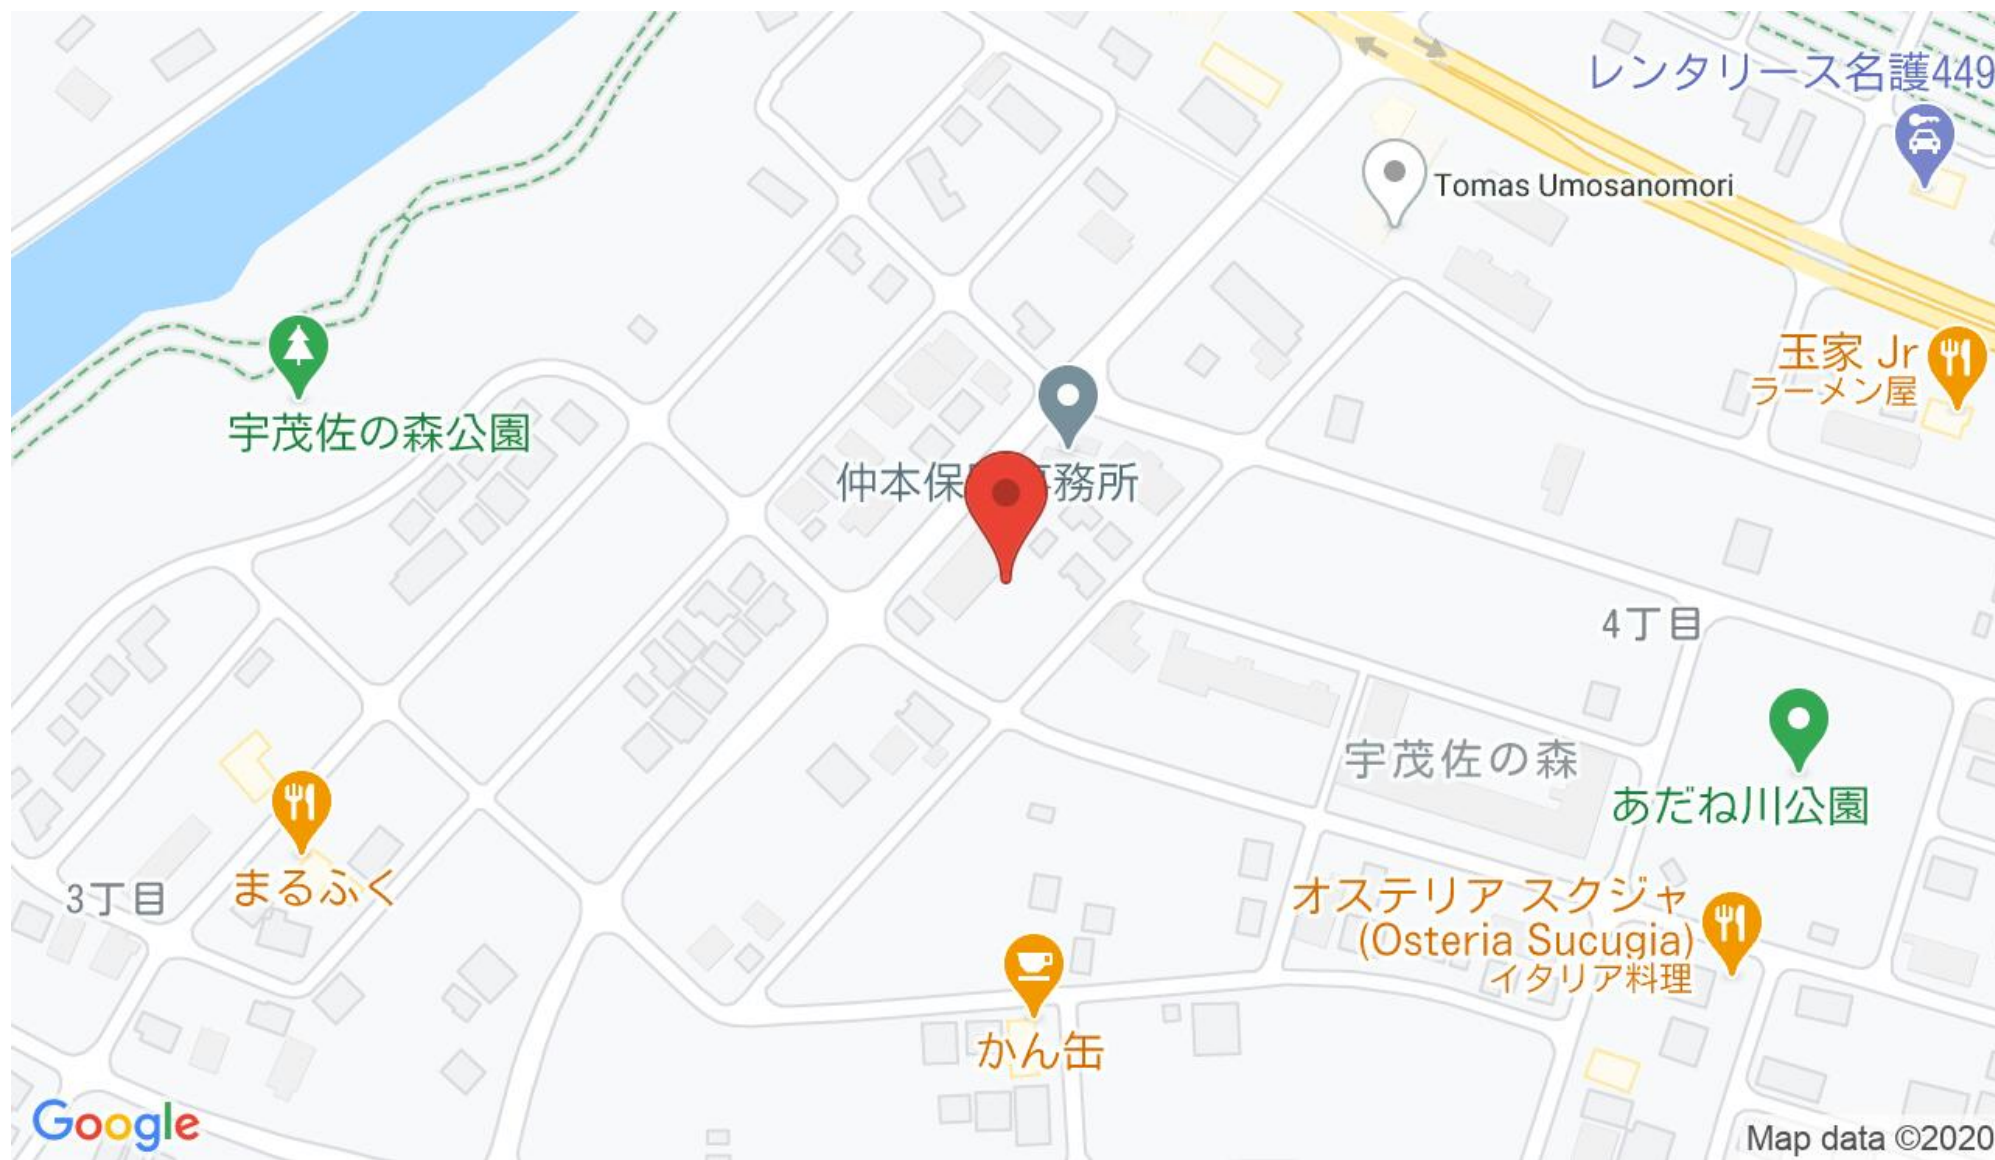 レンタリース名護449
Tomas Umosanomori
玉家 Jr
ラーメン屋
宇茂佐の森公園
仲本保
務所
4丁目
宇茂佐の森
あだね川公園
まるふく
3丁目
オステリア スクジャ
(Osteria Sucugia)
イタリア料理
かん缶
Google
Map data ©2020